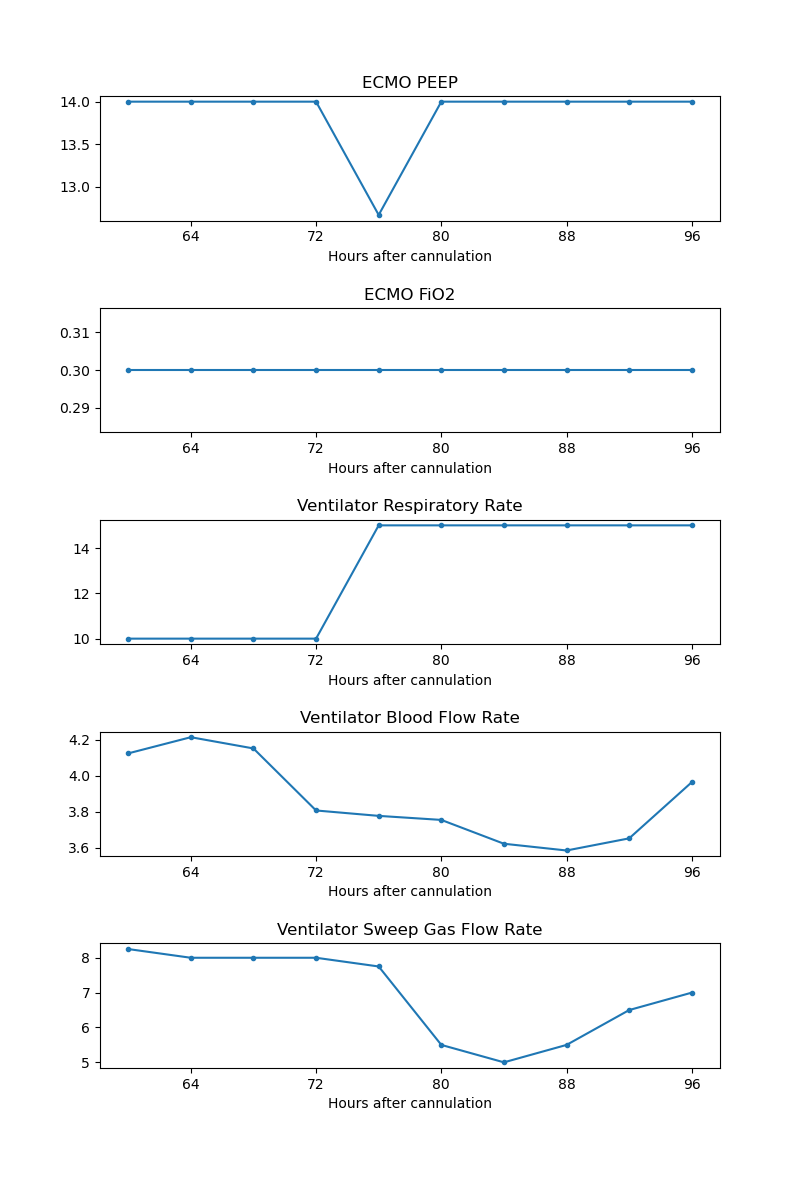 ECMO PEEP
14.0
13.5
13.0
64 72 80 88 96
Hours after cannulation
ECMO FiO2
0.31
0.30
0.29
64 72 80 88 96
Hours after cannulation
Ventilator Respiratory Rate
14
12
10
64 72 80 88 96
Hours after cannulation
Ventilator Blood Flow Rate
4.2
4.0
3.8
3.6
64 72 80 88 96
Hours after cannulation
Ventilator Sweep Gas Flow Rate
8
7
6
5
64 72 80 88 96
Hours after cannulation